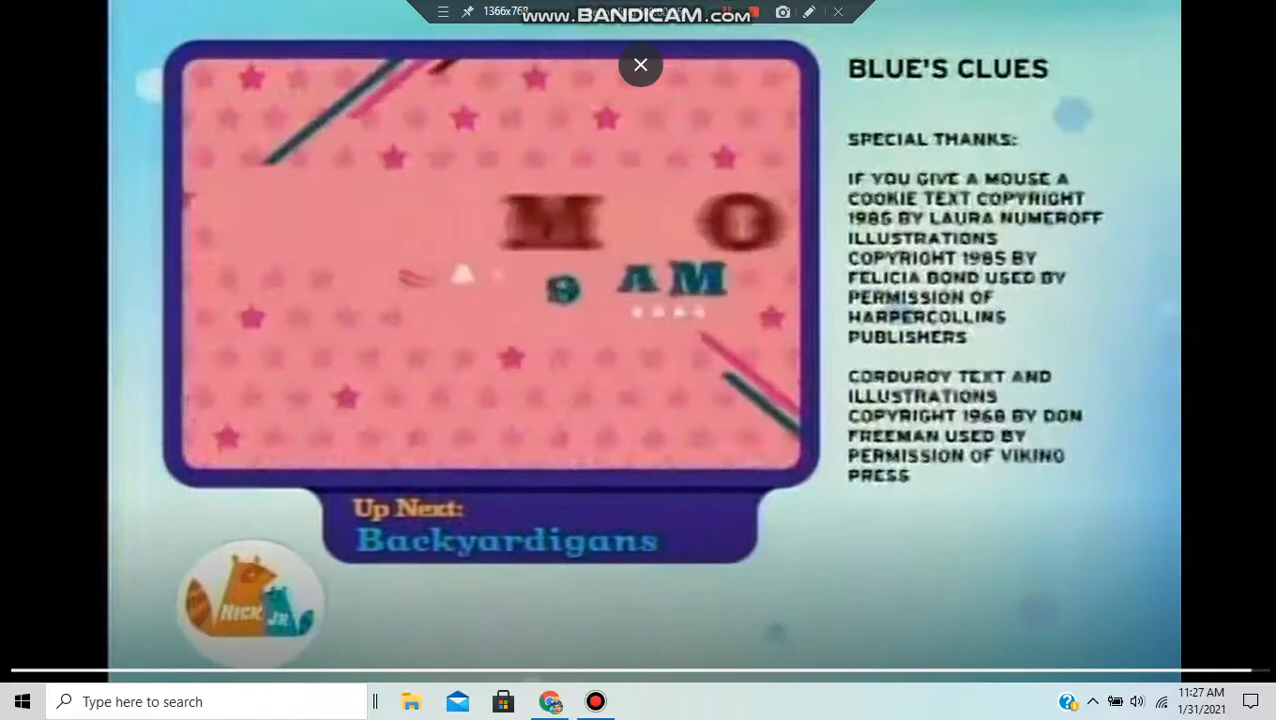 1366x768
www.BANDICAM.com
BLUE'S CLUES
SPECIAL THANKS:
IF YOU GIVE A MOUSE A
COOKIE TEXT COPYRIGHT
1985 BY LAURA NUMEROFF
ILLUSTRATIONS
COPYRIGHT 1985 BY
FELICIA BOND USED BY
PERMISSION OF
HARPERCOLLINS
PUBLISHERS
CORDUROY TEXT AND
ILLUSTRATIONS
COPYRIGHT 1968 BY DON
FREEMAN USED BY
PERMISSION OF VIKING
PRESS
M O
9 AM
Up Next:
Backyardigans
NICK JR.
Type here to search
11:27 AM
1/31/2021